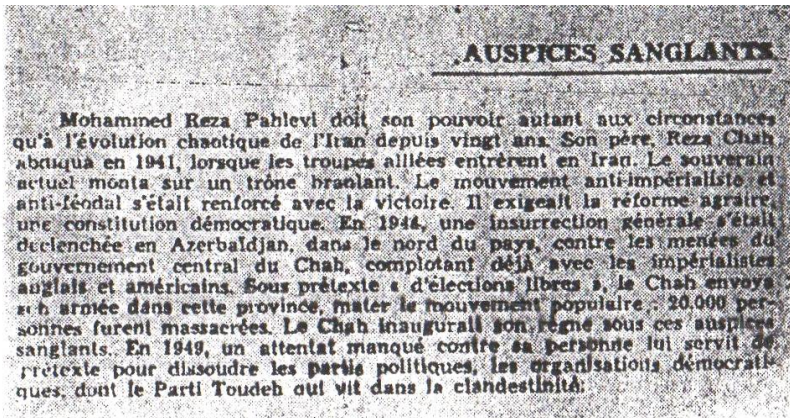 AUSPICES SANGLANTS
Mohammed Reza Pahlevi doit son pouvoir autant aux circonstances
qu'à l'évolution chaotique de l'Iran depuis vingt ans. Son père, Reza Chah
abdiqua en 1941, lorsque les troupes alliées entrèrent en Iran. Le souverain
actuel monta sur un trône branlant. Le mouvement anti-impérialiste et
anti-féodal s'était renforcé avec la victoire. Il exigeait la réforme agraire,
une constitution démocratique. En 1944, une insurrection générale s'était
déclenchée en Azerbaïdjan, dans le nord du pays, contre les menées du
gouvernement central du Chah, complotant déjà avec les impérialistes
anglais et américains. Sous prétexte « d'élections libres », le Chah envoya
armée dans cette province, mater le mouvement populaire : 20.000 per-
sonnes furent massacrées. Le Chah inaugurait son règne sous ces auspices
sanglants. En 1949, un attentat manqué contre sa personne lui servit de
prétexte pour dissoudre les partis politiques, les organisations démocrati-
ques, dont le Parti Toudeh qui vit dans la clandestinité.